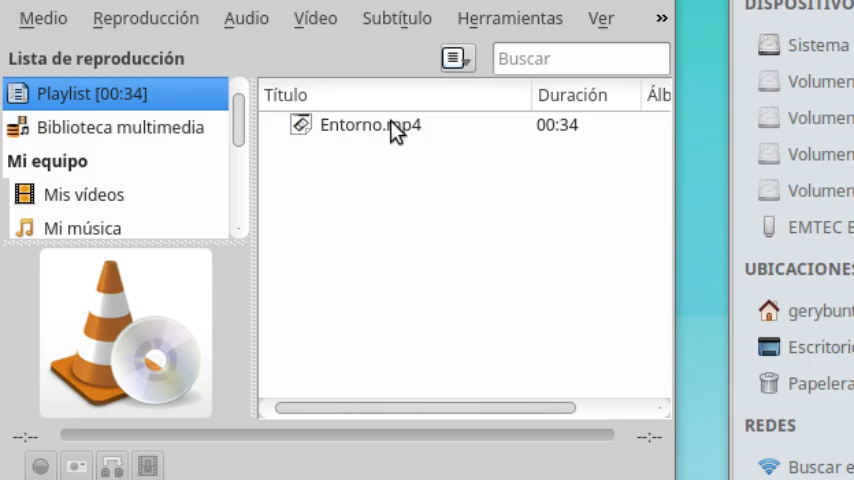 Medio Reproducción Audio Vídeo Subtítulo Herramientas Ver »
Lista de reproducción
Buscar
Playlist [00:34]
Biblioteca multimedia
Mi equipo
Mis vídeos
Mi música
Título Duración Álb
Entorno.mp4 00:34
--:-- --:--
DISPOSITIVO
Sistema
Volumen
Volumen
Volumen
Volumen
EMTEC E
UBICACIONES
gerybunt
Escritori
Papelera
REDES
Buscar e